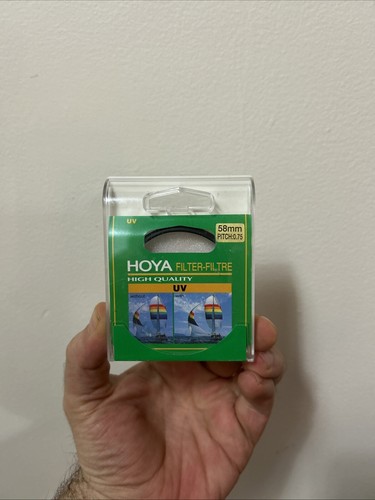 UV
58mm
PITCH:0.75
HOYA FILTER-FILTRE
HIGH QUALITY
UV